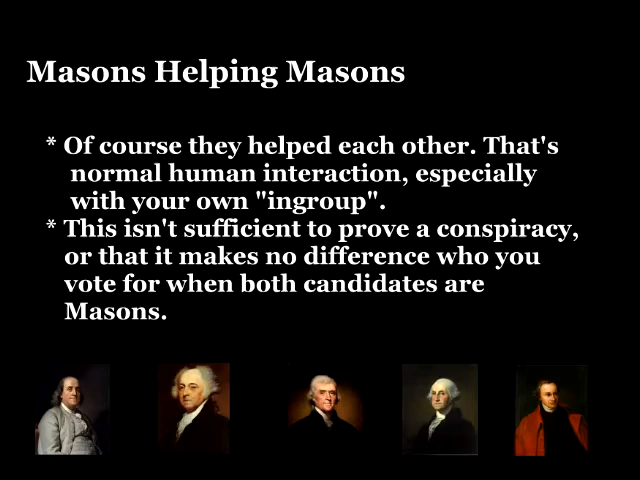 Masons Helping Masons
* Of course they helped each other. That's
normal human interaction, especially
with your own "ingroup".
* This isn't sufficient to prove a conspiracy,
or that it makes no difference who you
vote for when both candidates are
Masons.